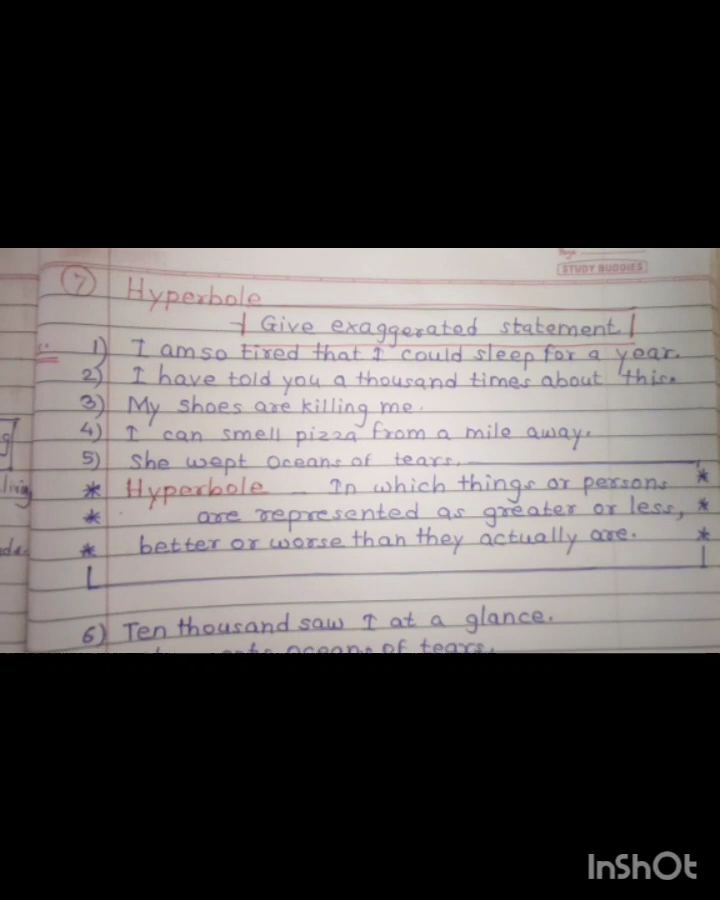 STUDY BUDDIES
7 Hyperbole
Give exaggerated statement
1) I am so tired that I could sleep for a year.
2) I have told you a thousand times about this.
3) My shoes are killing me.
4) I can smell pizza from a mile away.
5) She wept oceans of tears.
* Hyperbole - In which things or persons *
* are represented as greater or less, *
* better or worse than they actually are. *
6) Ten thousand saw I at a glance.
oceans of tears.
InShOt